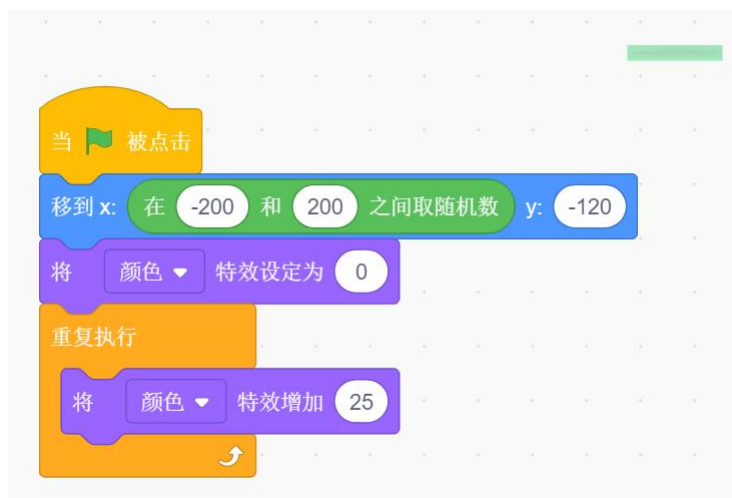 当 被点击
移到 x: 在 -200 和 200 之间取随机数 y: -120
将 颜色 特效设定为 0
重复执行
将 颜色 特效增加 25